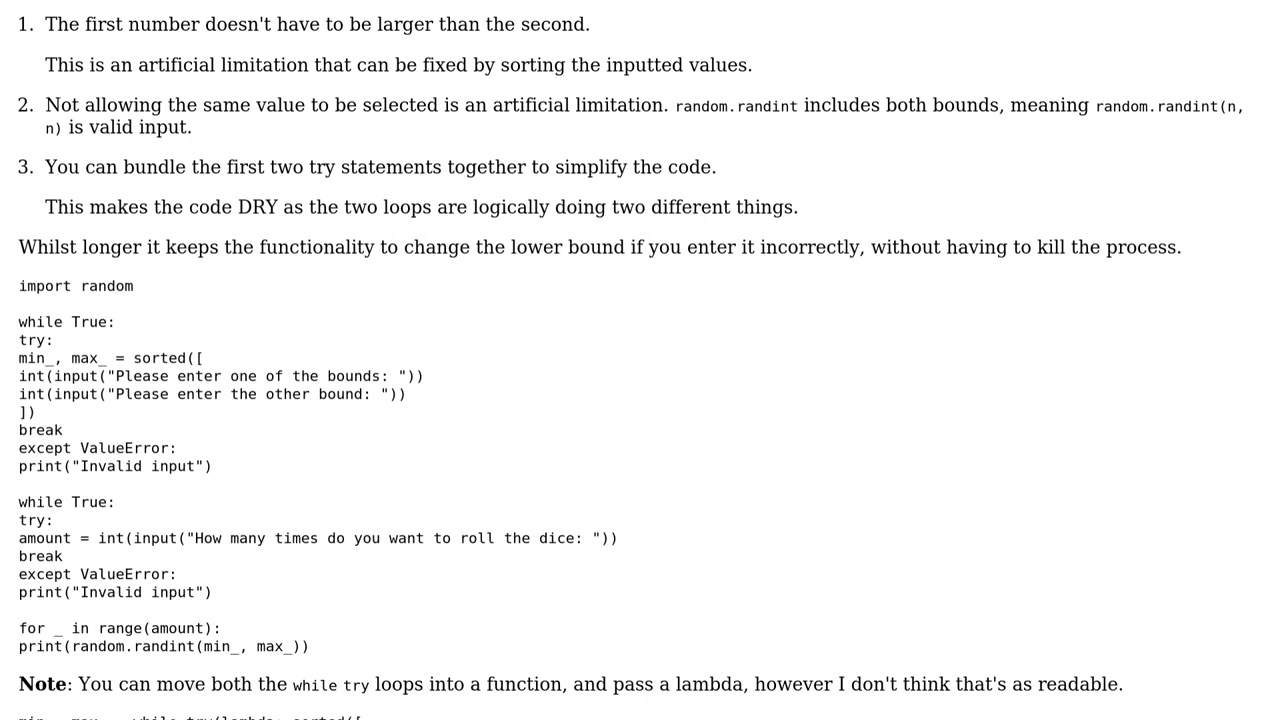 1. The first number doesn't have to be larger than the second.
This is an artificial limitation that can be fixed by sorting the inputted values.
2. Not allowing the same value to be selected is an artificial limitation. random.randint includes both bounds, meaning random.randint(n,
n) is valid input.
3. You can bundle the first two try statements together to simplify the code.
This makes the code DRY as the two loops are logically doing two different things.
Whilst longer it keeps the functionality to change the lower bound if you enter it incorrectly, without having to kill the process.
import random
while True:
try:
min_, max_ = sorted([
int(input("Please enter one of the bounds: "))
int(input("Please enter the other bound: "))
])
break
except ValueError:
print("Invalid input")
while True:
try:
amount = int(input("How many times do you want to roll the dice: "))
break
except ValueError:
print("Invalid input")
for _ in range(amount):
print(random.randint(min_, max_))
Note: You can move both the while try loops into a function, and pass a lambda, however I don't think that's as readable.